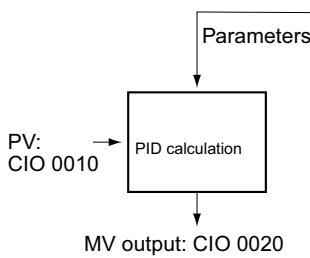 Parameters
PV:
CIO 0010
PID calculation
MV output: CIO 0020